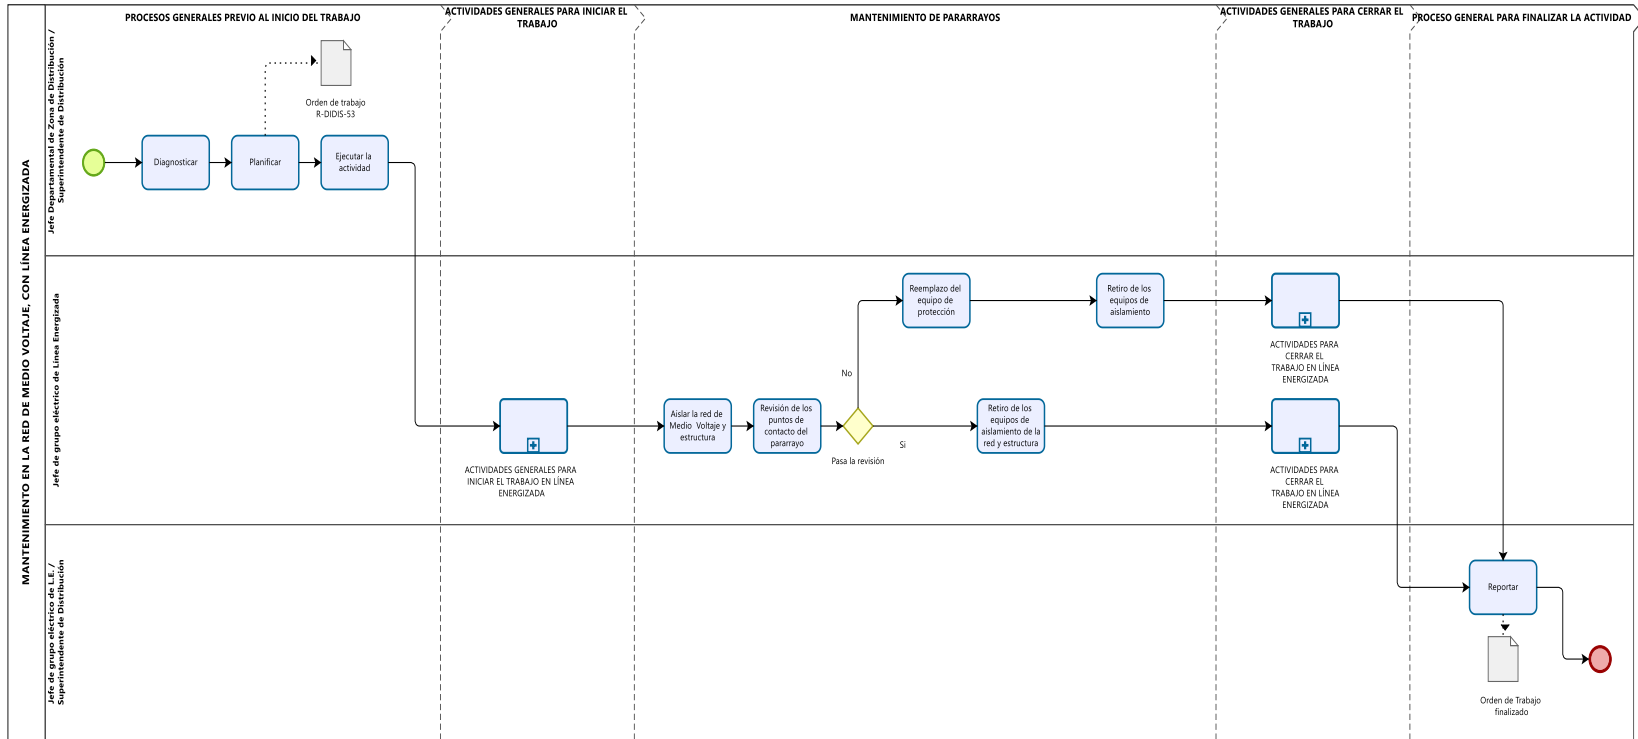 MANTENIMIENTO EN LA RED DE MEDIO VOLTAJE, CON LÍNEA ENERGIZADA
PROCESOS GENERALES PREVIO AL INICIO DEL TRABAJO
ACTIVIDADES GENERALES PARA INICIAR EL
TRABAJO
MANTENIMIENTO DE PARARRAYOS
ACTIVIDADES GENERALES PARA CERRAR EL
TRABAJO
PROCESO GENERAL PARA FINALIZAR LA ACTIVIDAD
Jefe Departamental de Zona de Distribución /
Superintendente de Distribución
Orden de trabajo
R-DIDIS-53
Diagnosticar
Planificar
Ejecutar la
actividad
Jefe de grupo eléctrico de Línea Energizada
Reemplazo del
equipo de
protección
Retiro de los
equipos de
aislamiento
ACTIVIDADES PARA
CERRAR EL
TRABAJO EN LÍNEA
ENERGIZADA
No
Aislar la red de
Medio Voltaje y
estructura
Revisión de los
puntos de
contacto del
pararrayo
Pasa la revisión
Si
Retiro de los
equipos de
aislamiento de la
red y estructura
ACTIVIDADES GENERALES PARA
INICIAR EL TRABAJO EN LÍNEA
ENERGIZADA
ACTIVIDADES PARA
CERRAR EL
TRABAJO EN LÍNEA
ENERGIZADA
Jefe de grupo eléctrico de L.E. /
Superintendente de Distribución
Reportar
Orden de Trabajo
finalizado